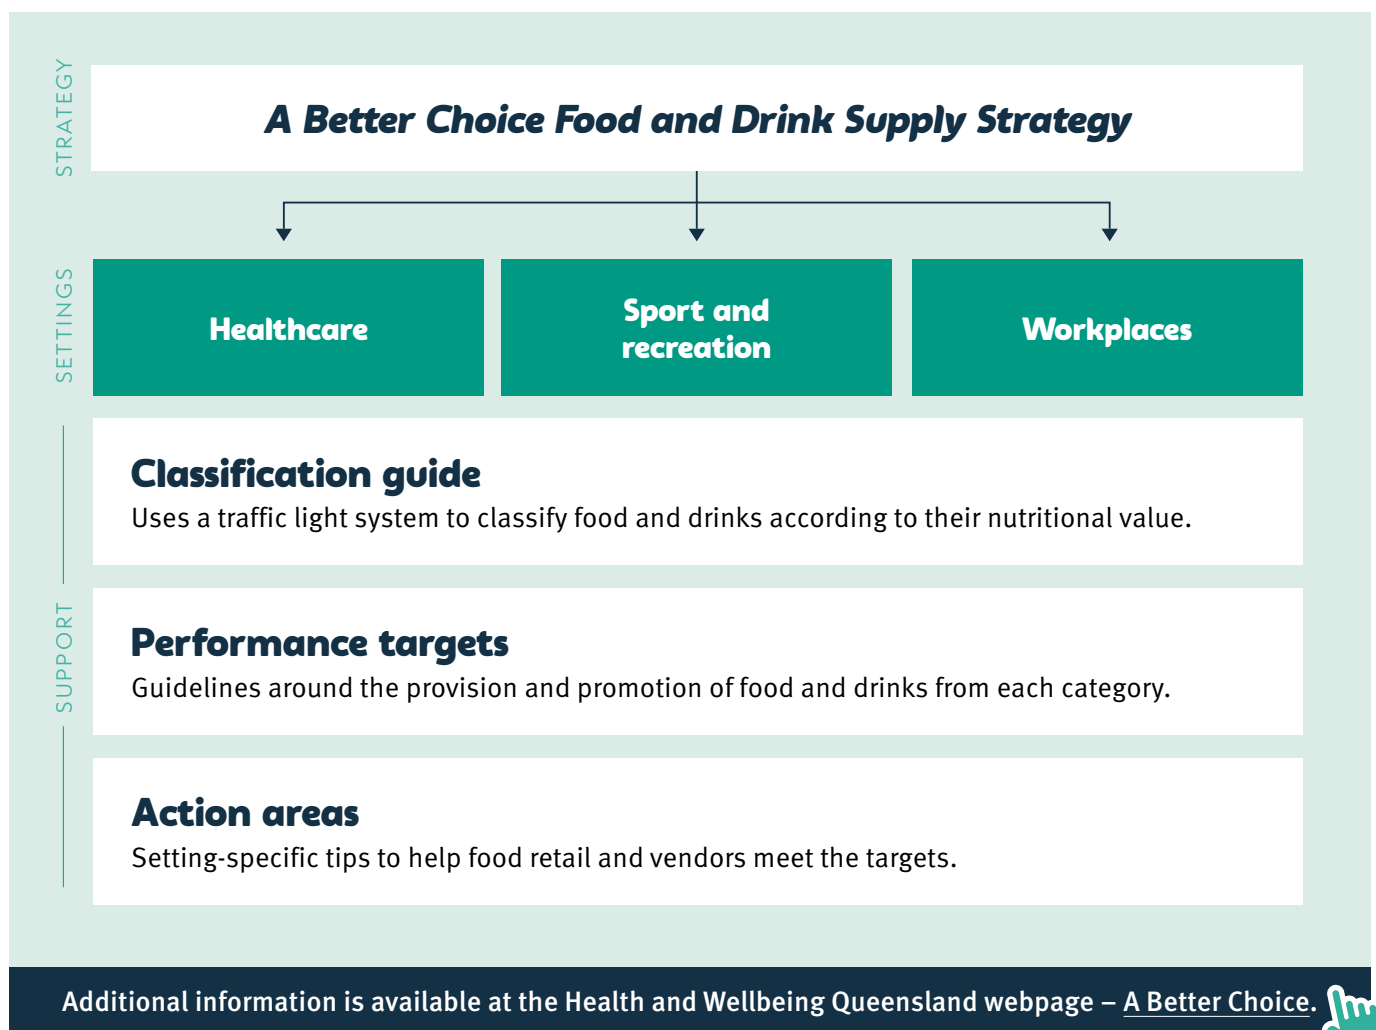 STRATEGY
A Better Choice Food and Drink Supply Strategy
SETTINGS
Healthcare
Sport and
recreation
Workplaces
SUPPORT
Classification guide
Uses a traffic light system to classify food and drinks according to their nutritional value.
Performance targets
Guidelines around the provision and promotion of food and drinks from each category.
Action areas
Setting-specific tips to help food retail and vendors meet the targets.
Additional information is available at the Health and Wellbeing Queensland webpage – A Better Choice.